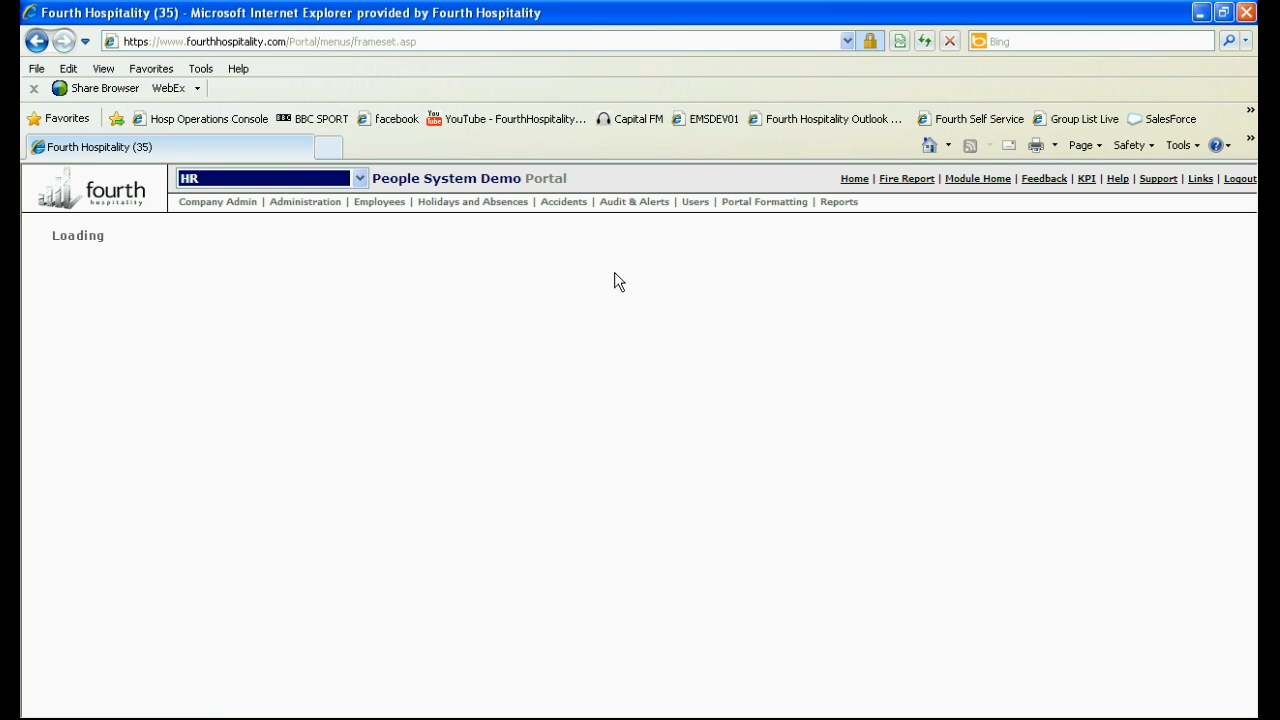 Fourth Hospitality (35) - Microsoft Internet Explorer provided by Fourth Hospitality
https://www.fourthhospitality.com/Portal/menus/frameset.asp
Bing
File Edit View Favorites Tools Help
x Share Browser WebEx
Favorites Hosp Operations Console BBC SPORT facebook YouTube - FourthHospitality... Capital FM EMSDEV01 Fourth Hospitality Outlook ... Fourth Self Service Group List Live SalesForce »
Fourth Hospitality (35) Page Safety Tools »
fourth
hospitality
HR People System Demo Portal Home | Fire Report | Module Home | Feedback | KPI | Help | Support | Links | Logout
Company Admin | Administration | Employees | Holidays and Absences | Accidents | Audit & Alerts | Users | Portal Formatting | Reports
Loading